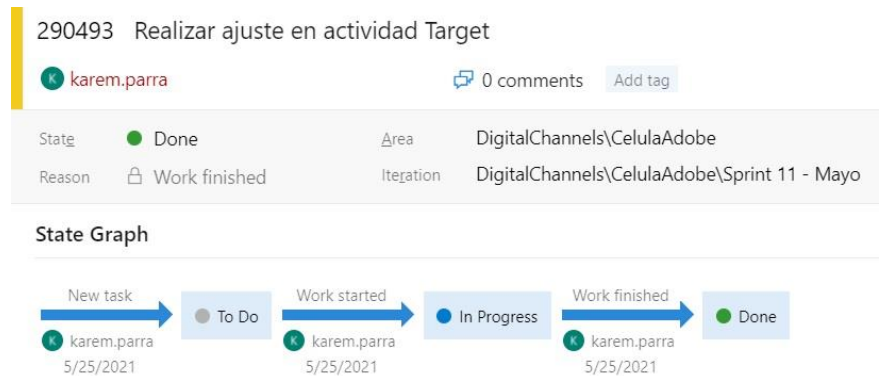 290493 Realizar ajuste en actividad Target
K karem.parra 0 comments Add tag
State Done Area DigitalChannels\CelulaAdobe
Reason Work finished Iteration DigitalChannels\CelulaAdobe\Sprint 11 - Mayo
State Graph
New task Work started Work finished
To Do In Progress Done
K karem.parra K karem.parra K karem.parra
5/25/2021 5/25/2021 5/25/2021